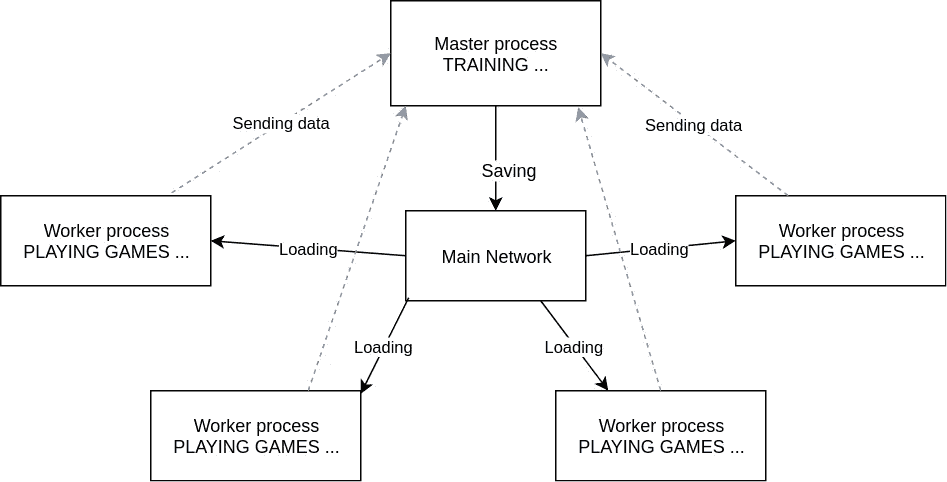 Master process
TRAINING ...
Sending data
Sending data
Saving
Worker process
PLAYING GAMES ...
Loading
Main Network
Loading
Worker process
PLAYING GAMES ...
Loading
Loading
Worker process
PLAYING GAMES ...
Worker process
PLAYING GAMES ...